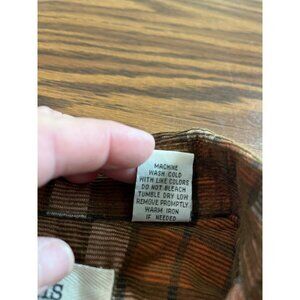 MACHINE
WASH COLD
WITH LIKE COLORS
DO NOT BLEACH
TUMBLE DRY LOW
REMOVE PROMPTLY
WARM IRON
IF NEEDED